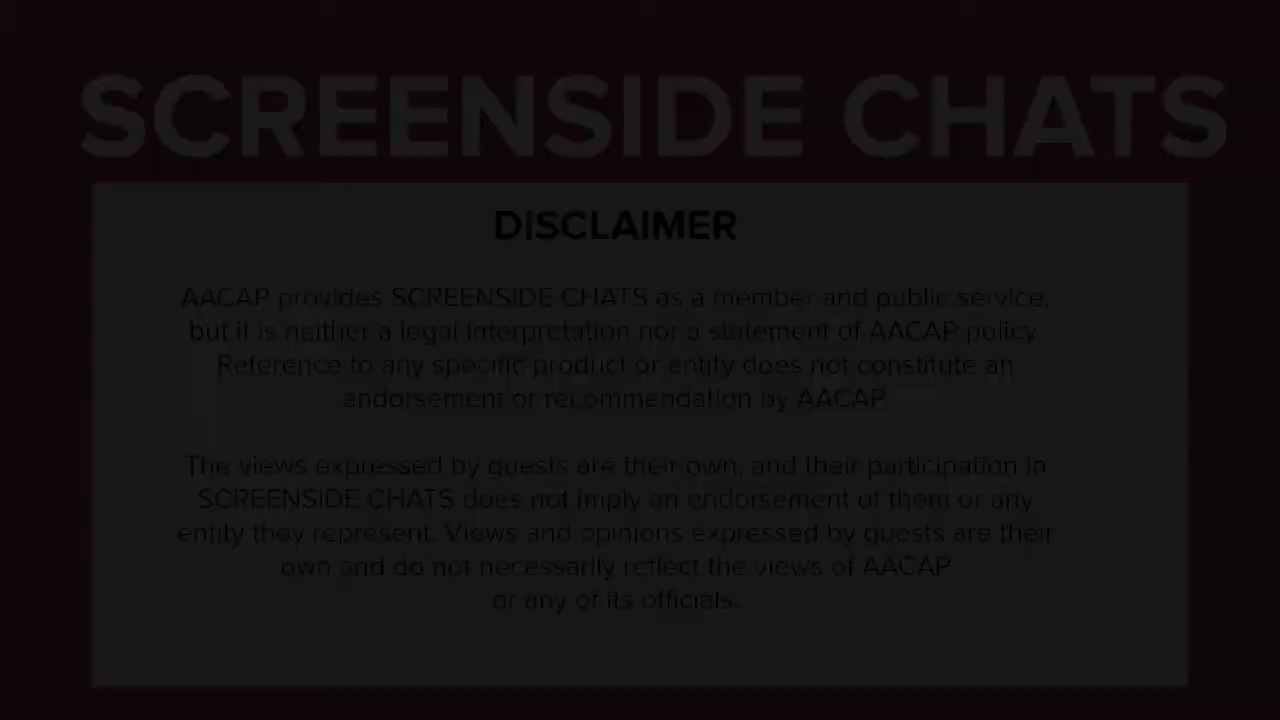 SCREENSIDE CHATS
DISCLAIMER
AACAP provides SCREENSIDE CHATS as a member and public service,
but it is neither a legal interpretation nor a statement of AACAP policy.
Reference to any specific product or entity does not constitute an
endorsement or recommendation by AACAP.
The views expressed by guests are their own, and their participation in
SCREENSIDE CHATS does not imply an endorsement of them or any
entity they represent. Views and opinions expressed by guests are their
own and do not necessarily reflect the views of AACAP
or any of its officials.